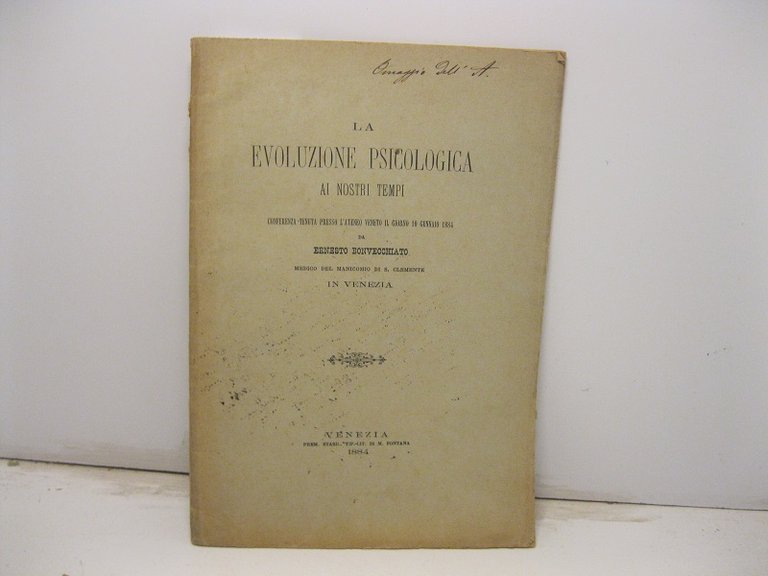 Omaggio dell' A.
LA
EVOLUZIONE PSICOLOGICA
AI NOSTRI TEMPI
CONFERENZA TENUTA PRESSO L'ATENEO VENETO IL GIORNO 10 GENNAIO 1884
DA
ERNESTO BONVECCHIATO
MEDICO DEL MANICOMIO DI S. CLEMENTE
IN VENEZIA
VENEZIA
PREM. STABIL. TIP.-LIT. DI M. FONTANA
1884